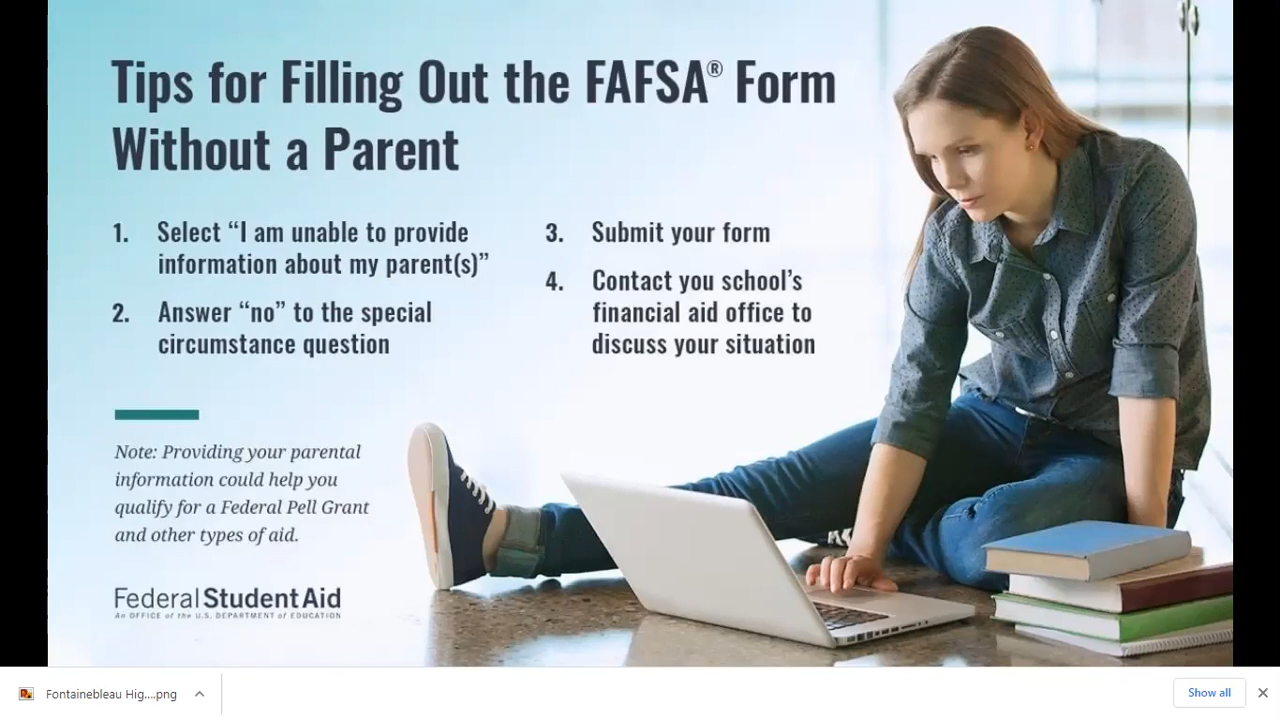 Tips for Filling Out the FAFSA® Form
Without a Parent
1. Select “I am unable to provide
information about my parent(s)”
2. Answer “no” to the special
circumstance question
3. Submit your form
4. Contact you school’s
financial aid office to
discuss your situation
Note: Providing your parental
information could help you
qualify for a Federal Pell Grant
and other types of aid.
Federal Student Aid
An OFFICE of the U.S. DEPARTMENT of EDUCATION
Fontainebleau Hig....png
Show all